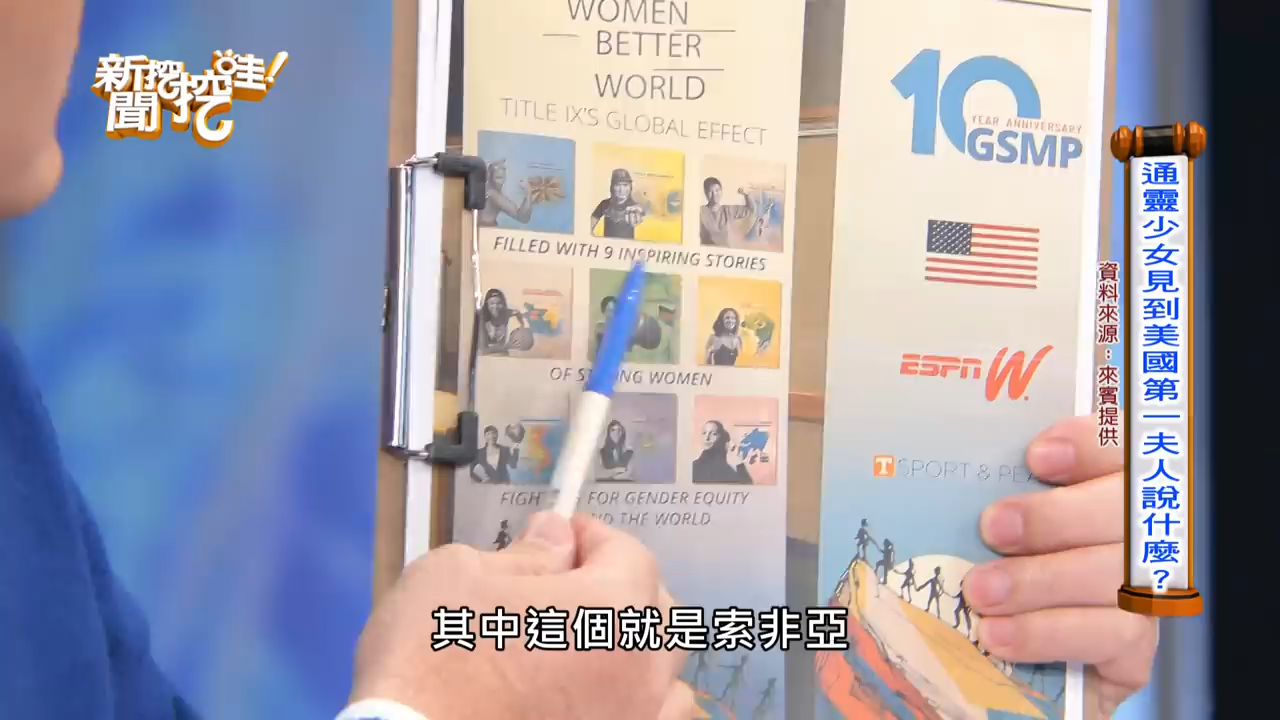 新聞挖挖哇!
WOMEN
BETTER
WORLD
TITLE IX'S GLOBAL EFFECT
FILLED WITH 9 INSPIRING STORIES
OF WOMEN
FOR GENDER EQUITY
THE WORLD
10
YEAR ANNIVERSARY
GSMP
ESPN W
T SPORT &
通靈少女見到美國第一夫人說什麼?
資料來源:來賓提供
其中這個就是索非亞